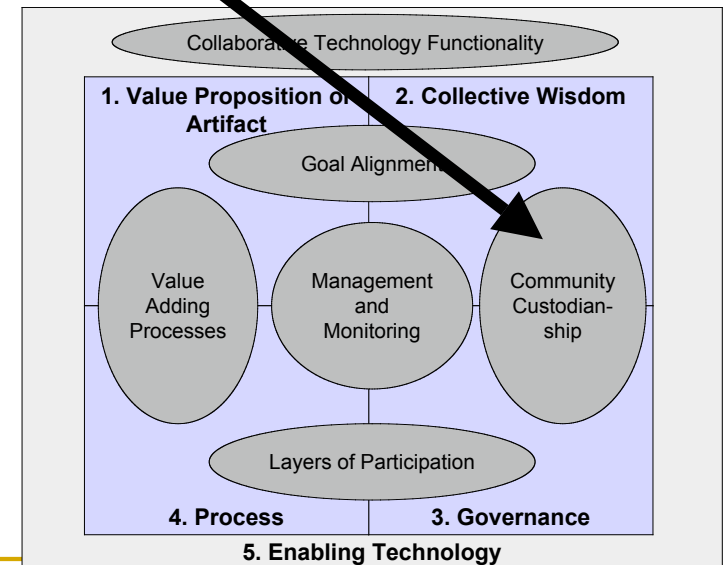 Collaborative Technology Functionality
1. Value Proposition of
Artifact
2. Collective Wisdom
Goal Alignment
Value
Adding
Processes
Management
and
Monitoring
Community
Custodian-
ship
Layers of Participation
4. Process
3. Governance
5. Enabling Technology